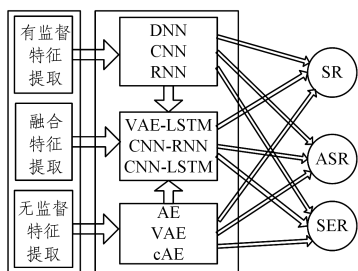 有监督
特征
提取
DNN
CNN
RNN
SR
融合
特征
提取
VAE-LSTM
CNN-RNN
CNN-LSTM
ASR
无监督
特征
提取
AE
VAE
cAE
SER